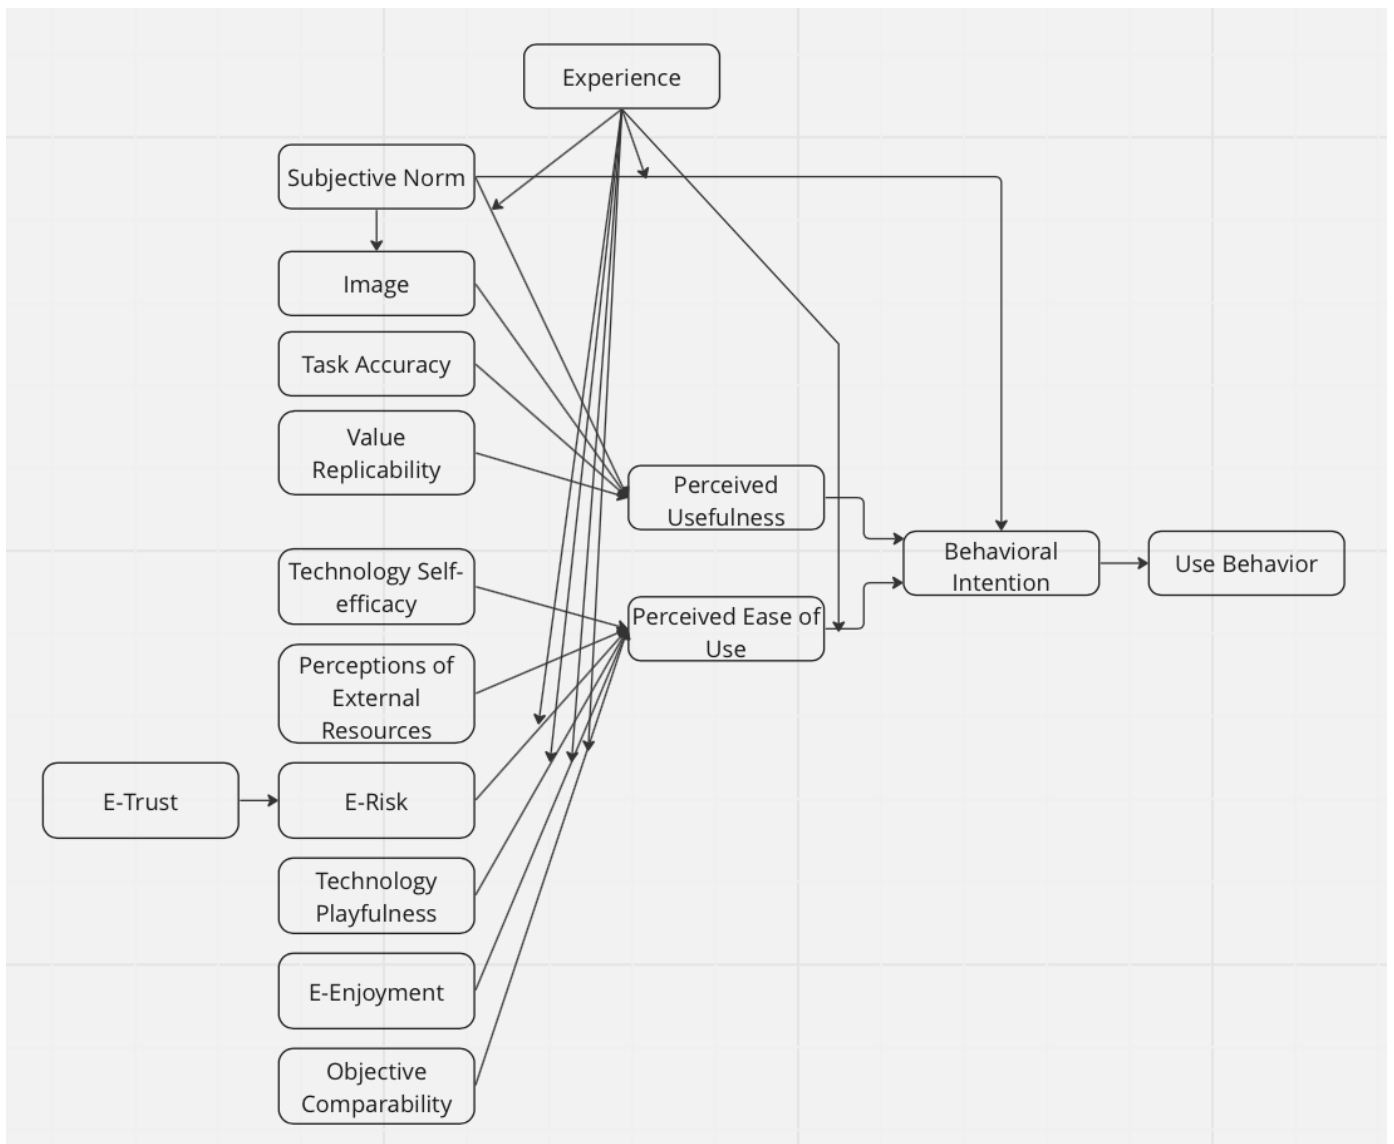 Experience
Subjective Norm
Image
Task Accuracy
Value
Replicability
Perceived
Usefulness
Technology Self-
efficacy
Perceived Ease of
Use
Behavioral
Intention
Use Behavior
Perceptions of
External
Resources
E-Trust
E-Risk
Technology
Playfulness
E-Enjoyment
Objective
Comparability